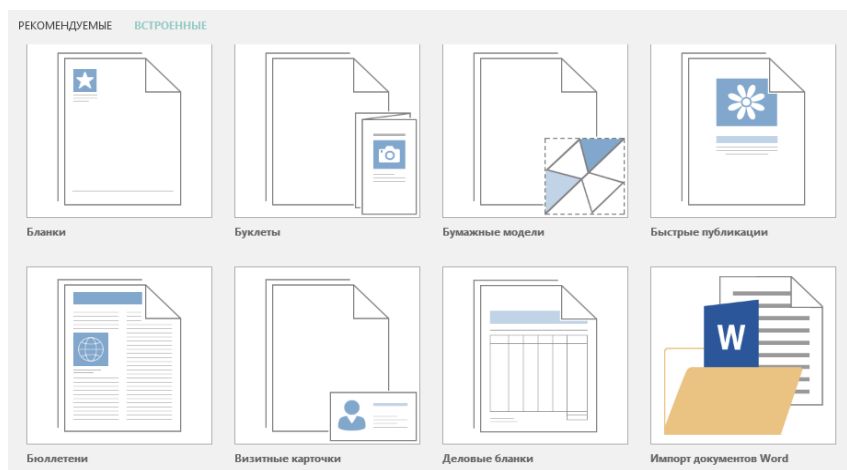 РЕКОМЕНДУЕМЫЕ ВСТРОЕННЫЕ
Бланки Буклеты Бумажные модели Быстрые публикации
W
Бюллетени Визитные карточки Деловые бланки Импорт документов Word